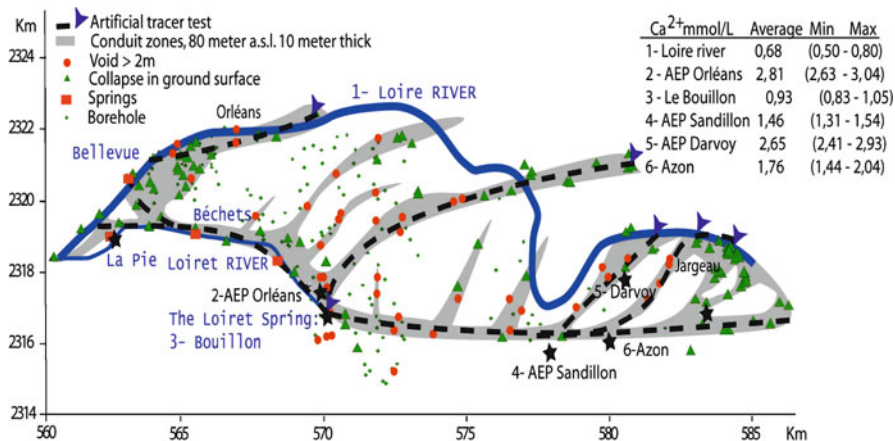 Km
Artificial tracer test
Conduit zones, 80 meter a.s.l. 10 meter thick
Void > 2m
Collapse in ground surface
Springs
Borehole
Ca2+mmol/L Average Min Max
1- Loire river 0,68 (0,50 - 0,80)
2- AEP Orléans 2,81 (2,63 - 3,04)
3 - Le Bouillon 0,93 (0,83 - 1,05)
4- AEP Sandillon 1,46 (1,31 - 1,54)
5- AEP Darvoy 2,65 (2,41 - 2,93)
6- Azon 1,76 (1,44 - 2,04)
2324
2322
2320
2318
2316
2314
Orléans
1- Loire RIVER
Bellevue
Béchets
La Pie Loiret RIVER
2-AEP Orléans
The Loiret Spring:
3- Bouillon
Jargeau
5- Darvoy
6-Azon
4- AEP Sandillon
560 565 570 575 580 585
Km